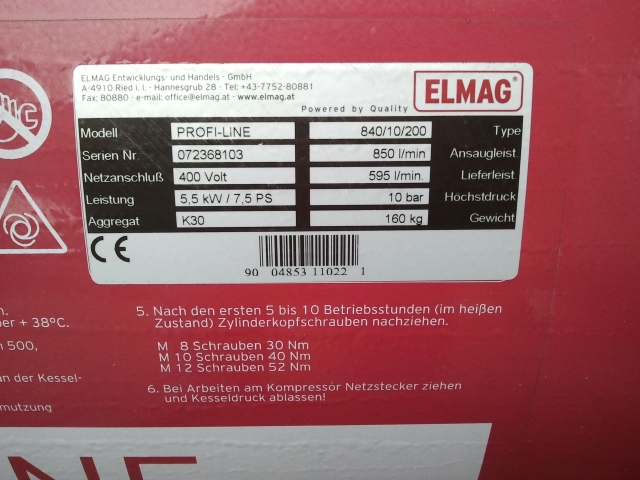 ELMAG Entwicklungs- und Handels - GmbH
A-4910 Ried i.I. - Hannesgrub 28 - Tel: +43-7752-80881
Fax: 80880 - e-mail: office@elmag.at www.elmag.at
Powered by Quality
ELMAG®
Modell PROFI-LINE 840/10/200 Type
Serien Nr. 072368103 850 l/min Ansaugleist.
Netzanschluß 400 Volt 595 l/min. Lieferleist.
Leistung 5,5 kW / 7,5 PS 10 bar Höchstdruck
Aggregat K30 160 kg Gewicht
CE
90 04853 11022 1
n.
er + 38°C.
n 500,
an der Kessel-
mutzung
5. Nach den ersten 5 bis 10 Betriebsstunden (im heißen
Zustand) Zylinderkopfschrauben nachziehen.
M 8 Schrauben 30 Nm
M 10 Schrauben 40 Nm
M 12 Schrauben 52 Nm
6. Bei Arbeiten am Kompressor Netzstecker ziehen
und Kesseldruck ablassen!
NE